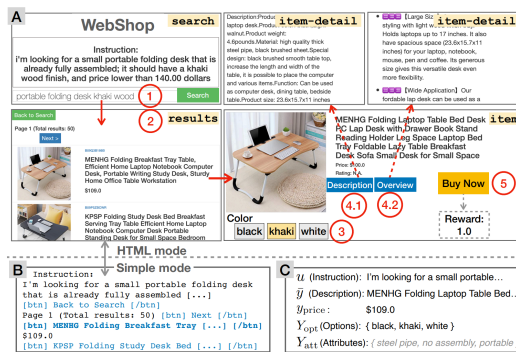 A
WebShop
search
Instruction:
i'm looking for a small portable folding desk that is
already fully assembled; it should have a khaki
wood finish, and price lower than 140.00 dollars
portable folding desk khaki wood
1
Search
Back to Search
2
results
Page 1 (Total results: 50)
Next >
MENHG Folding Breakfast Tray Table,
Efficient Home Laptop Notebook Computer
Desk, Portable Writing Study Desk, Sturdy
Home Office Table Workstation
$109.0
KPSP Folding Study Desk Bed Breakfast
Serving Tray Table Efficient Home Laptop
Notebook Computer Desk Portable
Standing Desk for Small Space Bedroom
item-detail
Description:Product
laptop desk.Product
walnut.Product weight:
4.6pounds.Material: high quality thick
steel pipe, black brushed sheet.Special
design: black brushed smooth table top,
increase the length and width of the
table, it is possible to place the computer
and various items.Function: Can be used
as computer desk, dining table, bedside
table.Product size: 23.6x15.7x11 inches
item-detail
【Large Siz
styling with light wood
Holds laptops up to 17 inches. It also
have spacious space (23.6x15.7x11
inches) for your laptop, notebook,
mouse, pen and coffee. Its generous
size gives this versatile desk even
more flexibility.
【Wide Application】 Our
fordable lap desk can be used as a
item
MENHG Folding Laptop Table Bed Desk
PC Lap Desk with Drawer Book Stand
Reading Holder Leg Space Laptop Bed
Tray Foldable Lazy Table Breakfast
Desk Sofa Small Desk for Small Space
Price: $109.0
Rating: N.A.
Description
Overview
4.1
4.2
Buy Now
5
Reward:
1.0
Color
black
khaki
white
3
HTML mode
Simple mode
B
Instruction:
I'm looking for a small portable folding desk
that is already fully assembled [...]
[btn] Back to Search [/btn]
Page 1 (Total results: 50) [btn] Next [/btn]
[btn] MENHG Folding Breakfast Tray [...] [/btn]
$109.0
[btn] KPSP Folding Study Desk Bed [...] [/btn]
C
u (Instruction): I'm looking for a small portable…
ȳ (Description): MENHG Folding Laptop Table Bed…
yprice : $109.0
Yopt (Options): { black, khaki, white }
Yatt (Attributes): { steel pipe, no assembly, portable